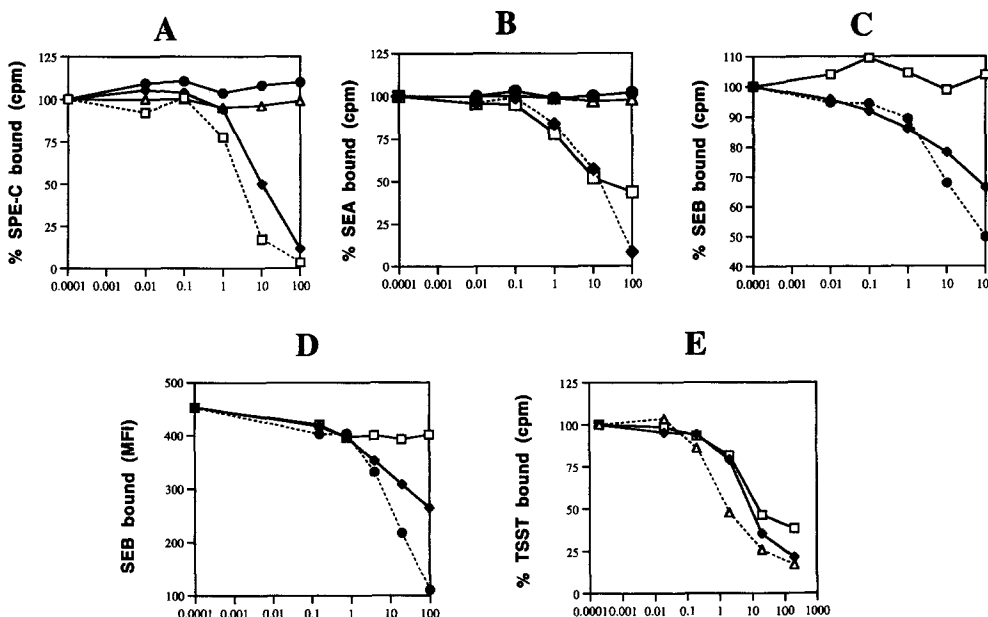 A
B
C
% SPE-C bound (cpm)
125
100
75
50
25
0
0.0001 0.001 0.01 0.1 1 10 100
% SEA bound (cpm)
125
100
75
50
25
0
0.0001 0.001 0.01 0.1 1 10 100
% SEB bound (cpm)
110
100
90
80
70
60
50
40
0.0001 0.001 0.01 0.1 1 10 10
D
E
SEB bound (MFI)
500
400
300
200
100
0.0001 0.001 0.01 0.1 1 10 100
% TSST bound (cpm)
125
100
75
50
25
0
0.0001 0.001 0.01 0.1 1 10 100 1000